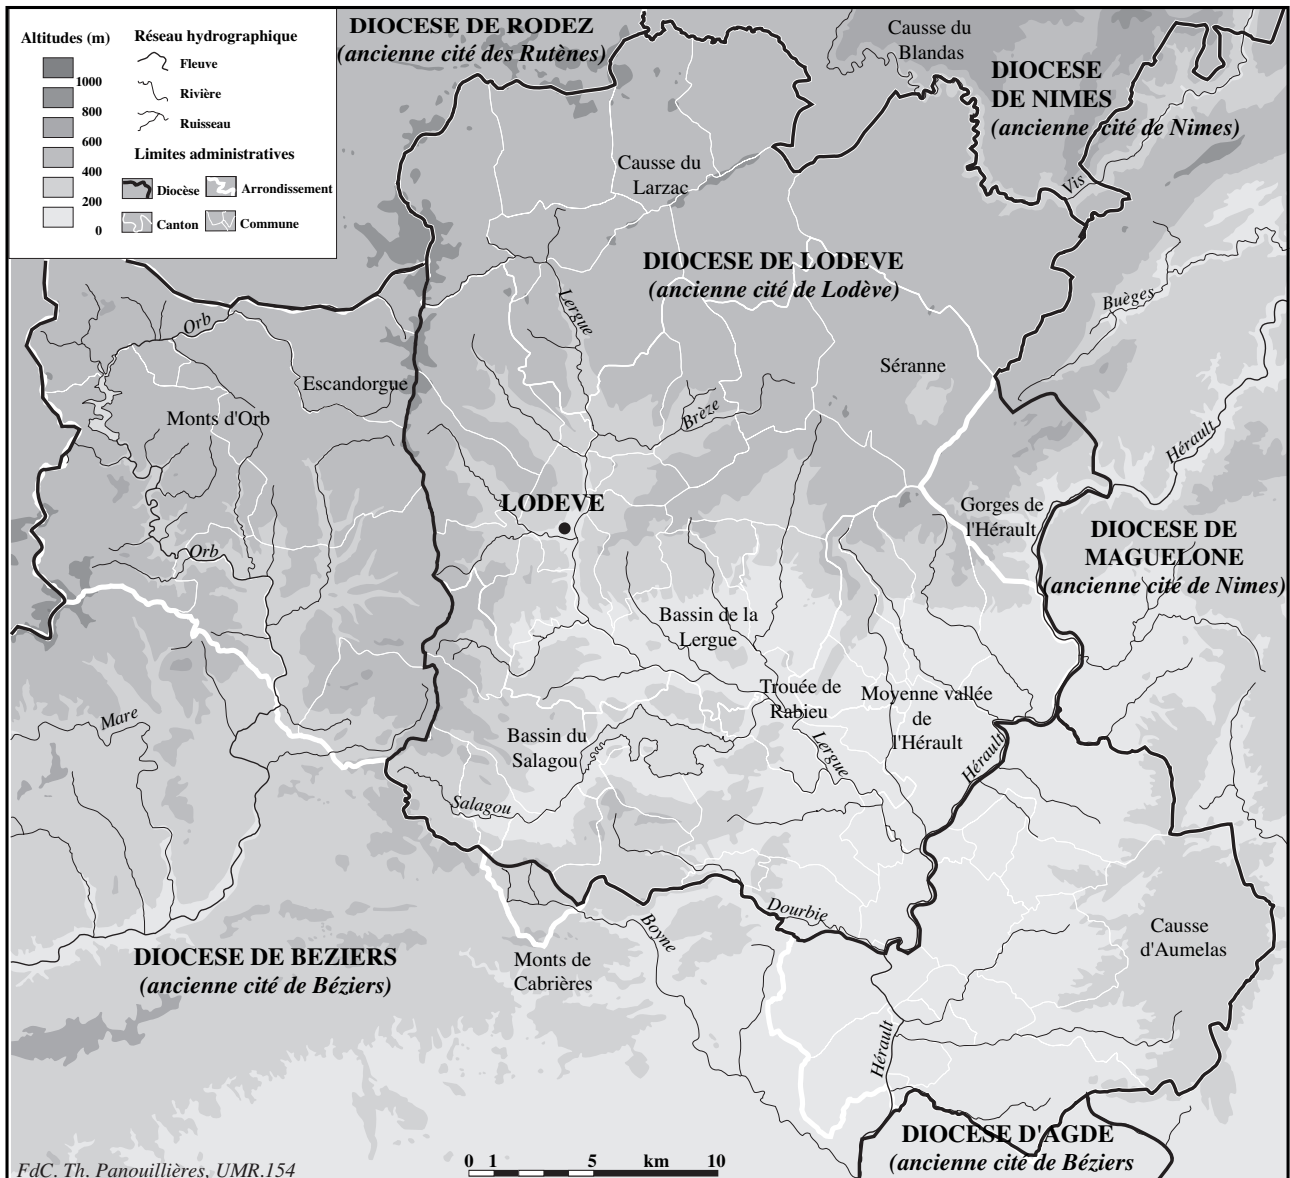 Altitudes (m)
1000
800
600
400
200
0
Réseau hydrographique
Fleuve
Rivière
Ruisseau
Limites administratives
Diocèse
Arrondissement
Canton
Commune
DIOCESE DE RODEZ
(ancienne cité des Rutènes)
Causse du
Blandas
DIOCESE
DE NIMES
(ancienne cité de Nimes)
Causse du
Larzac
Vis
DIOCESE DE LODEVE
(ancienne cité de Lodève)
Lergue
Buèges
Orb
Escandorgue
Séranne
Monts d'Orb
Brèze
Hérault
LODEVE
Gorges de
l'Hérault
DIOCESE DE
MAGUELONE
(ancienne cité de Nimes)
Orb
Bassin de la
Lergue
Trouée de
Rabieu
Moyenne vallée
de
l'Hérault
Mare
Bassin du
Salagou
Lergue
Hérault
Salagou
Dourbie
Boyne
Causse
d'Aumelas
DIOCESE DE BEZIERS
(ancienne cité de Béziers)
Monts de
Cabrières
Hérault
DIOCESE D'AGDE
(ancienne cité de Béziers
FdC. Th. Panouillières, UMR.154
0 1 5 km 10